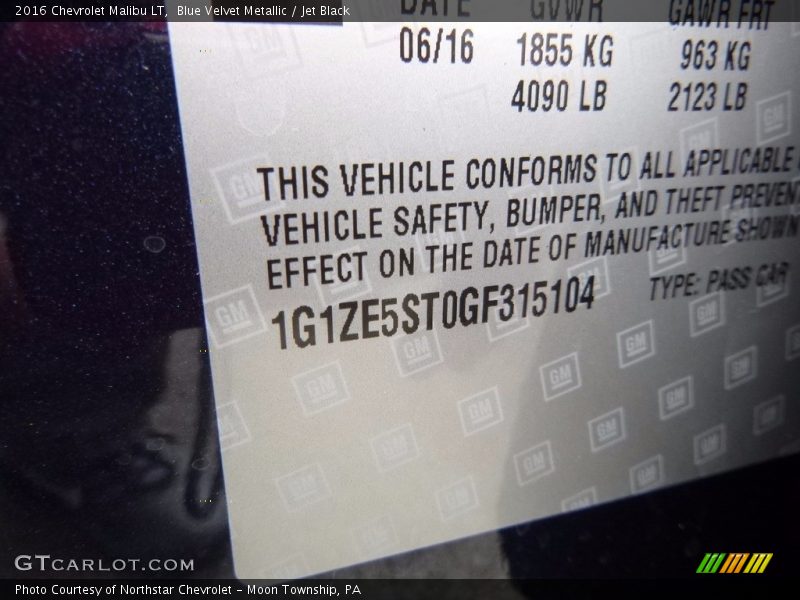 2016 Chevrolet Malibu LT, Blue Velvet Metallic / Jet Black
DATE GVWR GAWR FRT
06/16 1855 KG 963 KG
4090 LB 2123 LB
THIS VEHICLE CONFORMS TO ALL APPLICABLE
VEHICLE SAFETY, BUMPER, AND THEFT PREVENT
EFFECT ON THE DATE OF MANUFACTURE SHOWN
1G1ZE5ST0GF315104 TYPE: PASS CAR
GM
GTCARLOT.COM
Photo Courtesy of Northstar Chevrolet - Moon Township, PA